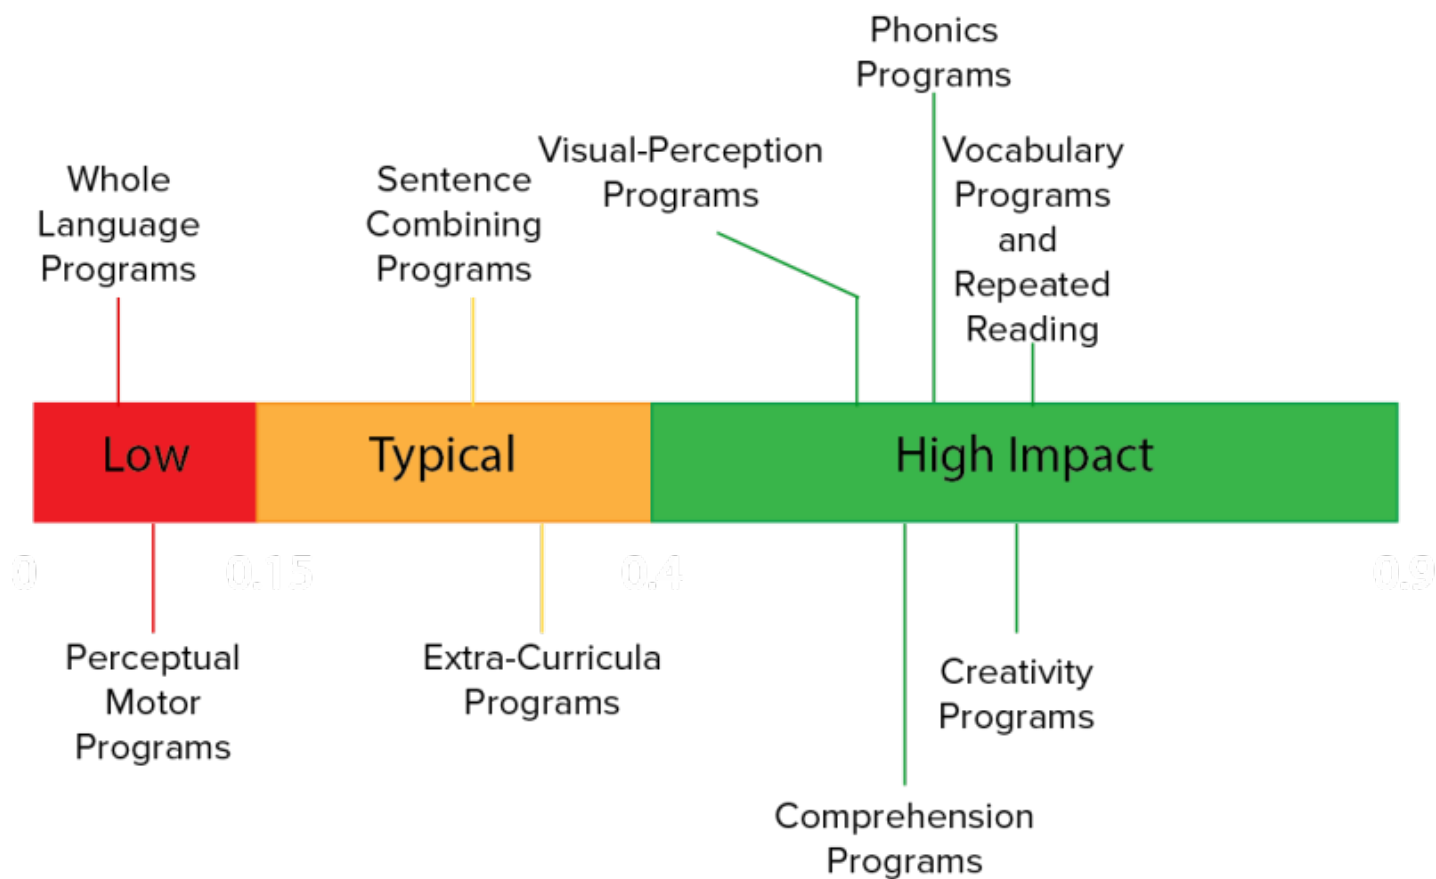 Phonics
Programs
Visual-Perception
Programs
Vocabulary
Programs
and
Repeated
Reading
Whole
Language
Programs
Sentence
Combining
Programs
Low
Typical
High Impact
0
0.15
0.4
0.9
Perceptual
Motor
Programs
Extra-Curricula
Programs
Creativity
Programs
Comprehension
Programs